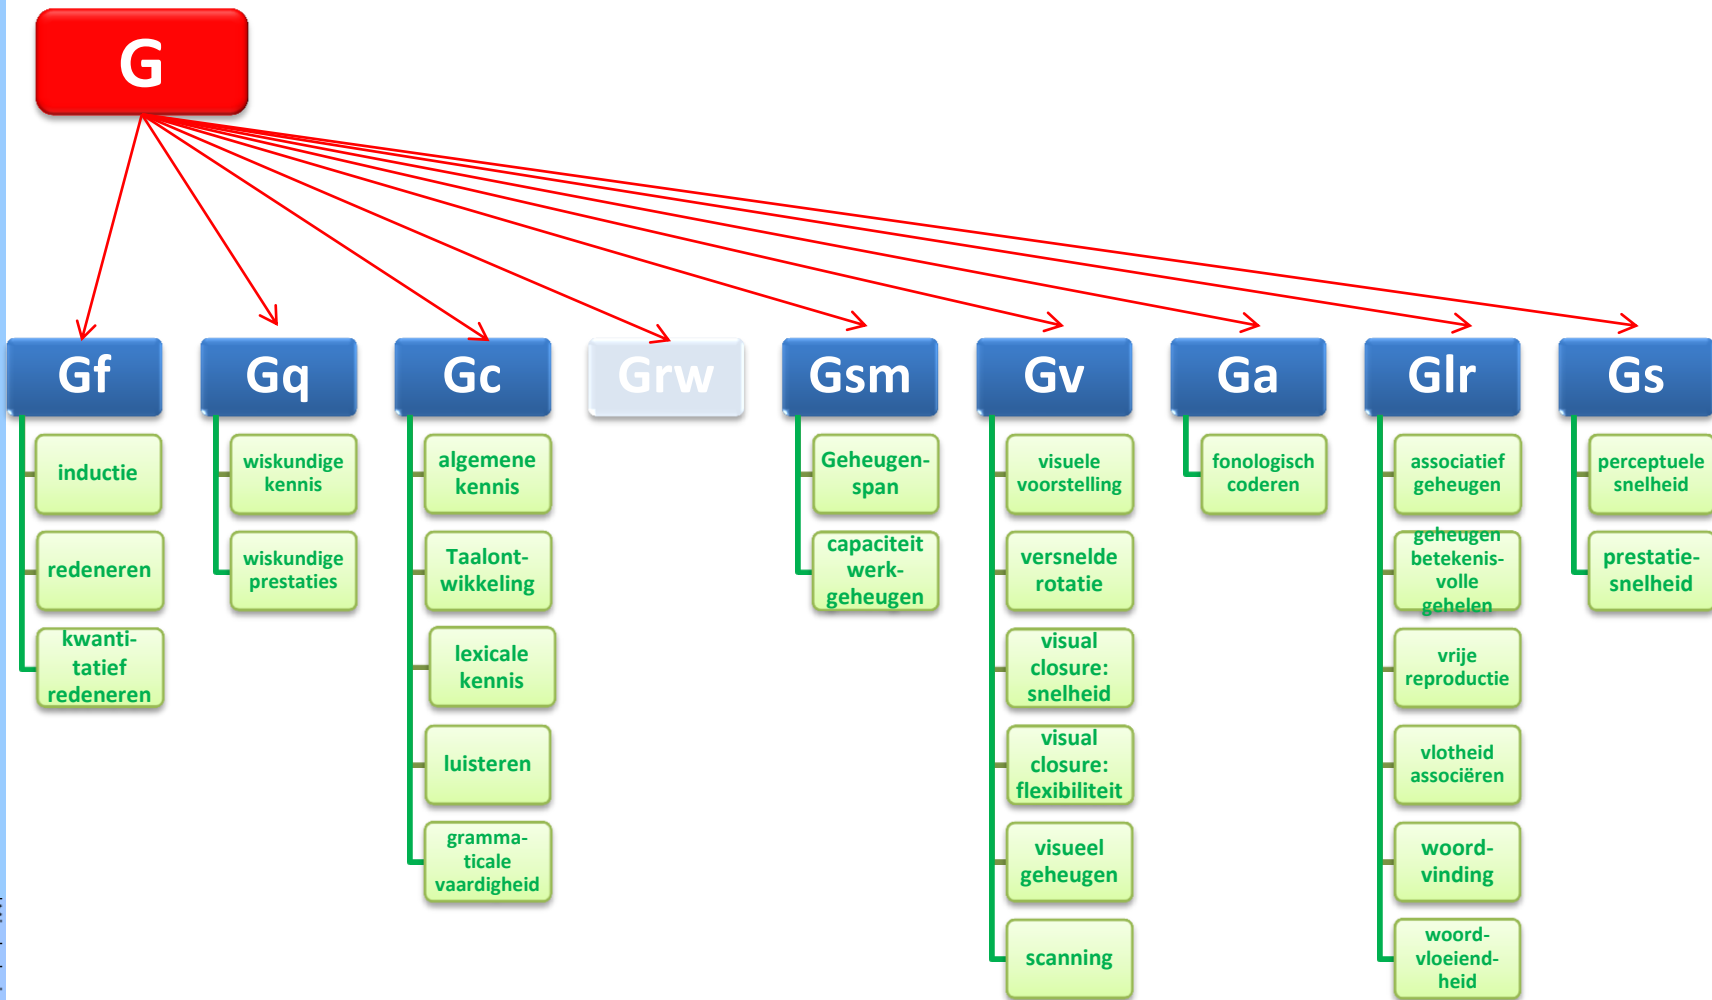 G
Gf
Gq
Gc
Grw
Gsm
Gv
Ga
Glr
Gs
inductie
redeneren
kwanti-
tatief
redeneren
wiskundige
kennis
wiskundige
prestaties
algemene
kennis
Taalont-
wikkeling
lexicale
kennis
luisteren
gramma-
ticale
vaardigheid
Geheugen-
span
capaciteit
werk-
geheugen
visuele
voorstelling
versnelde
rotatie
visual
closure:
snelheid
visual
closure:
flexibiliteit
visueel
geheugen
scanning
fonologisch
coderen
associatief
geheugen
geheugen
betekenis-
volle
gehelen
vrije
reproductie
vlotheid
associëren
woord-
vinding
woord-
vloeiend-
heid
perceptuele
snelheid
prestatie-
snelheid